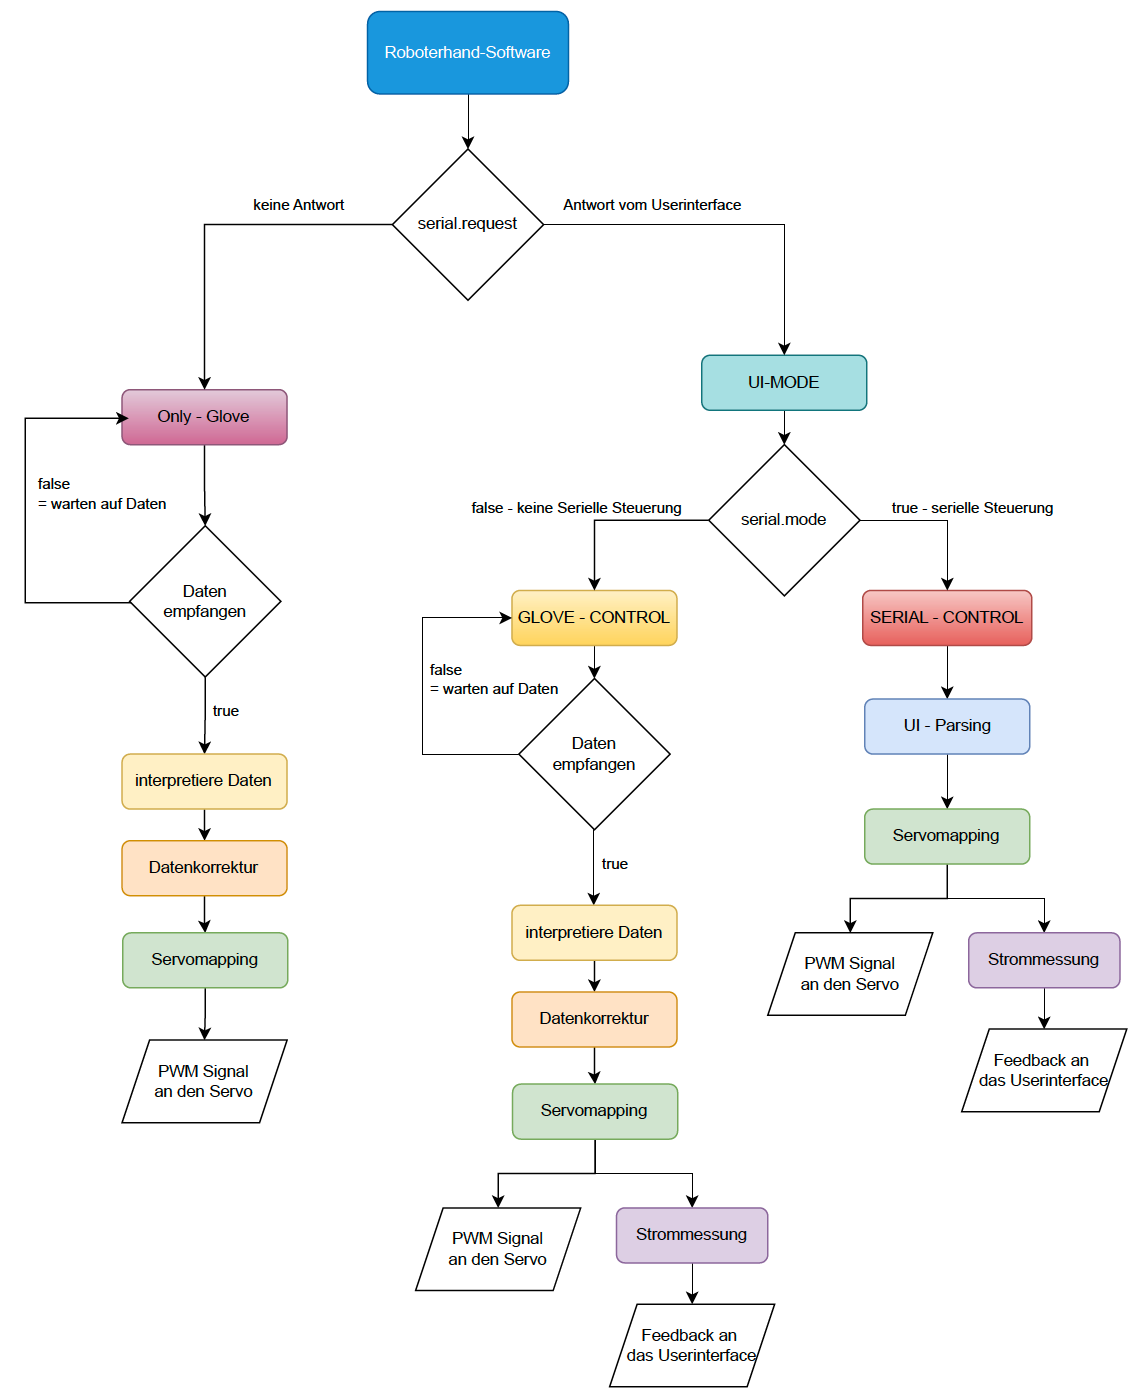 Roboterhand-Software
keine Antwort
Antwort vom Userinterface
serial.request
UI-MODE
Only - Glove
false
= warten auf Daten
false - keine Serielle Steuerung
true - serielle Steuerung
serial.mode
Daten
empfangen
GLOVE - CONTROL
SERIAL - CONTROL
false
= warten auf Daten
true
UI - Parsing
Daten
empfangen
interpretiere Daten
Servomapping
Datenkorrektur
true
interpretiere Daten
Servomapping
PWM Signal
an den Servo
Strommessung
Datenkorrektur
PWM Signal
an den Servo
Feedback an
das Userinterface
Servomapping
PWM Signal
an den Servo
Strommessung
Feedback an
das Userinterface